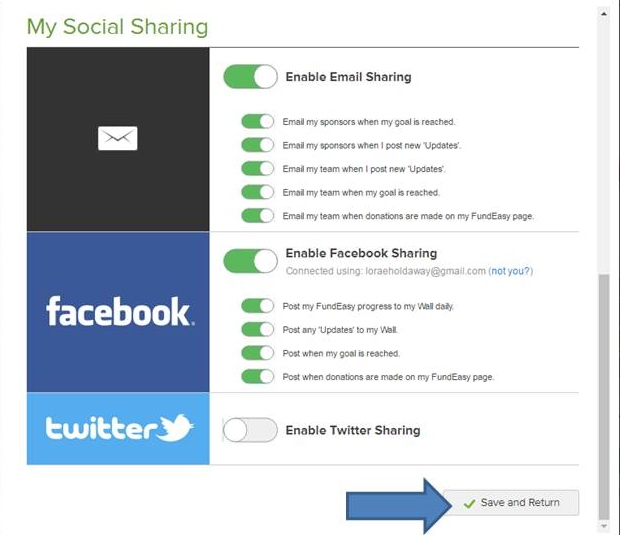 My Social Sharing
Enable Email Sharing
Email my sponsors when my goal is reached.
Email my sponsors when I post new 'Updates'.
Email my team when I post new 'Updates'.
Email my team when my goal is reached.
Email my team when donations are made on my FundEasy page.
facebook.
Enable Facebook Sharing
Connected using: loraeholdaway@gmail.com (not you?)
Post my FundEasy progress to my Wall daily.
Post any 'Updates' to my Wall.
Post when my goal is reached.
Post when donations are made on my FundEasy page.
twitter
Enable Twitter Sharing
Save and Return